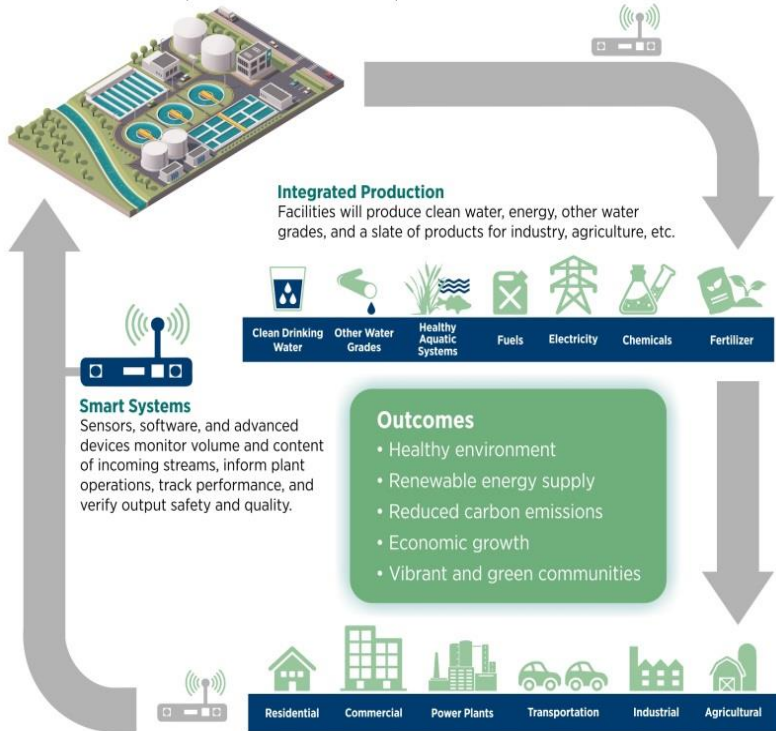 Integrated Production
Facilities will produce clean water, energy, other water
grades, and a slate of products for industry, agriculture, etc.
Clean Drinking
Water
Other Water
Grades
Healthy
Aquatic
Systems
Fuels
Electricity
Chemicals
Fertilizer
Smart Systems
Sensors, software, and advanced
devices monitor volume and content
of incoming streams, inform plant
operations, track performance, and
verify output safety and quality.
Outcomes
• Healthy environment
• Renewable energy supply
• Reduced carbon emissions
• Economic growth
• Vibrant and green communities
Residential
Commercial
Power Plants
Transportation
Industrial
Agricultural